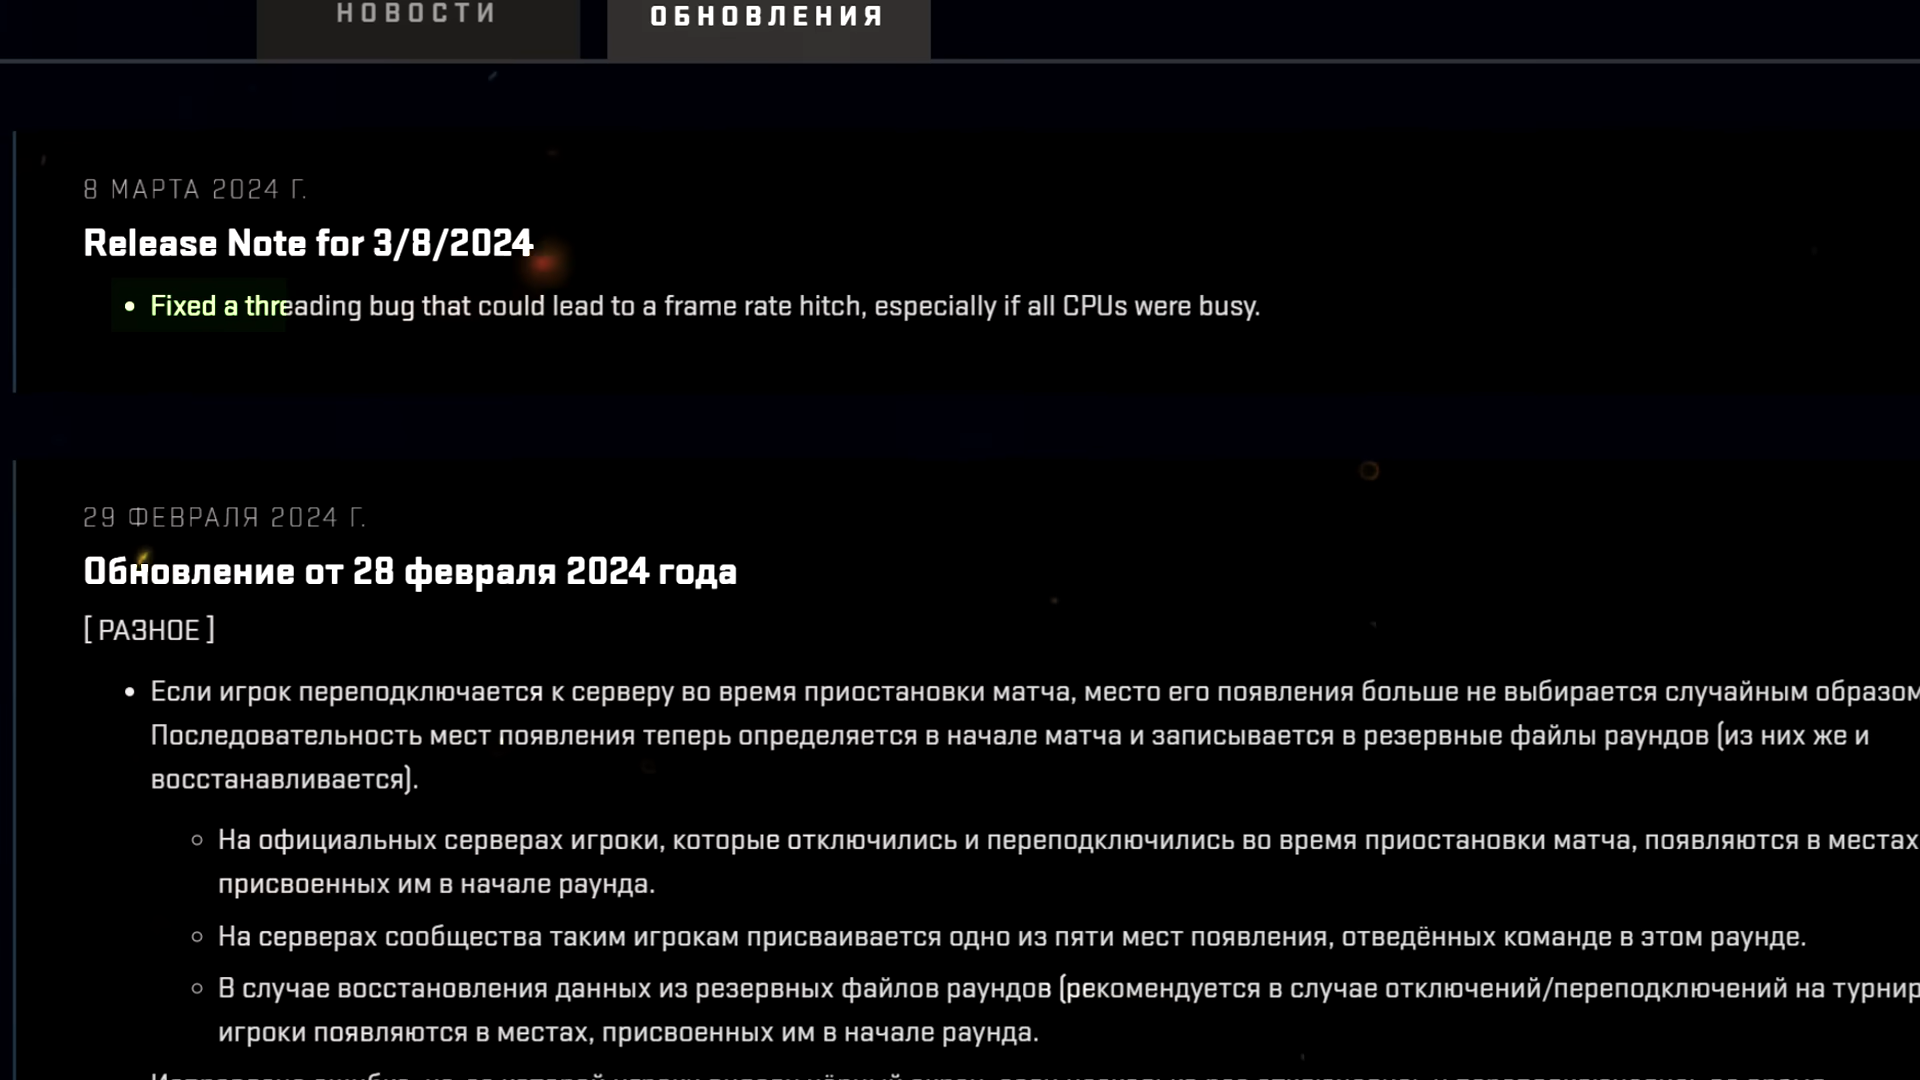 НОВОСТИ
ОБНОВЛЕНИЯ
8 МАРТА 2024 Г.
Release Note for 3/8/2024
• Fixed a threading bug that could lead to a frame rate hitch, especially if all CPUs were busy.
29 ФЕВРАЛЯ 2024 Г.
Обновление от 28 февраля 2024 года
[ РАЗНОЕ ]
• Если игрок переподключается к серверу во время приостановки матча, место его появления больше не выбирается случайным образом
Последовательность мест появления теперь определяется в начале матча и записывается в резервные файлы раундов (из них же и
восстанавливается).
◦ На официальных серверах игроки, которые отключились и переподключились во время приостановки матча, появляются в местах
присвоенных им в начале раунда.
◦ На серверах сообщества таким игрокам присваивается одно из пяти мест появления, отведённых команде в этом раунде.
◦ В случае восстановления данных из резервных файлов раундов (рекомендуется в случае отключений/переподключений на турнир
игроки появляются в местах, присвоенных им в начале раунда.